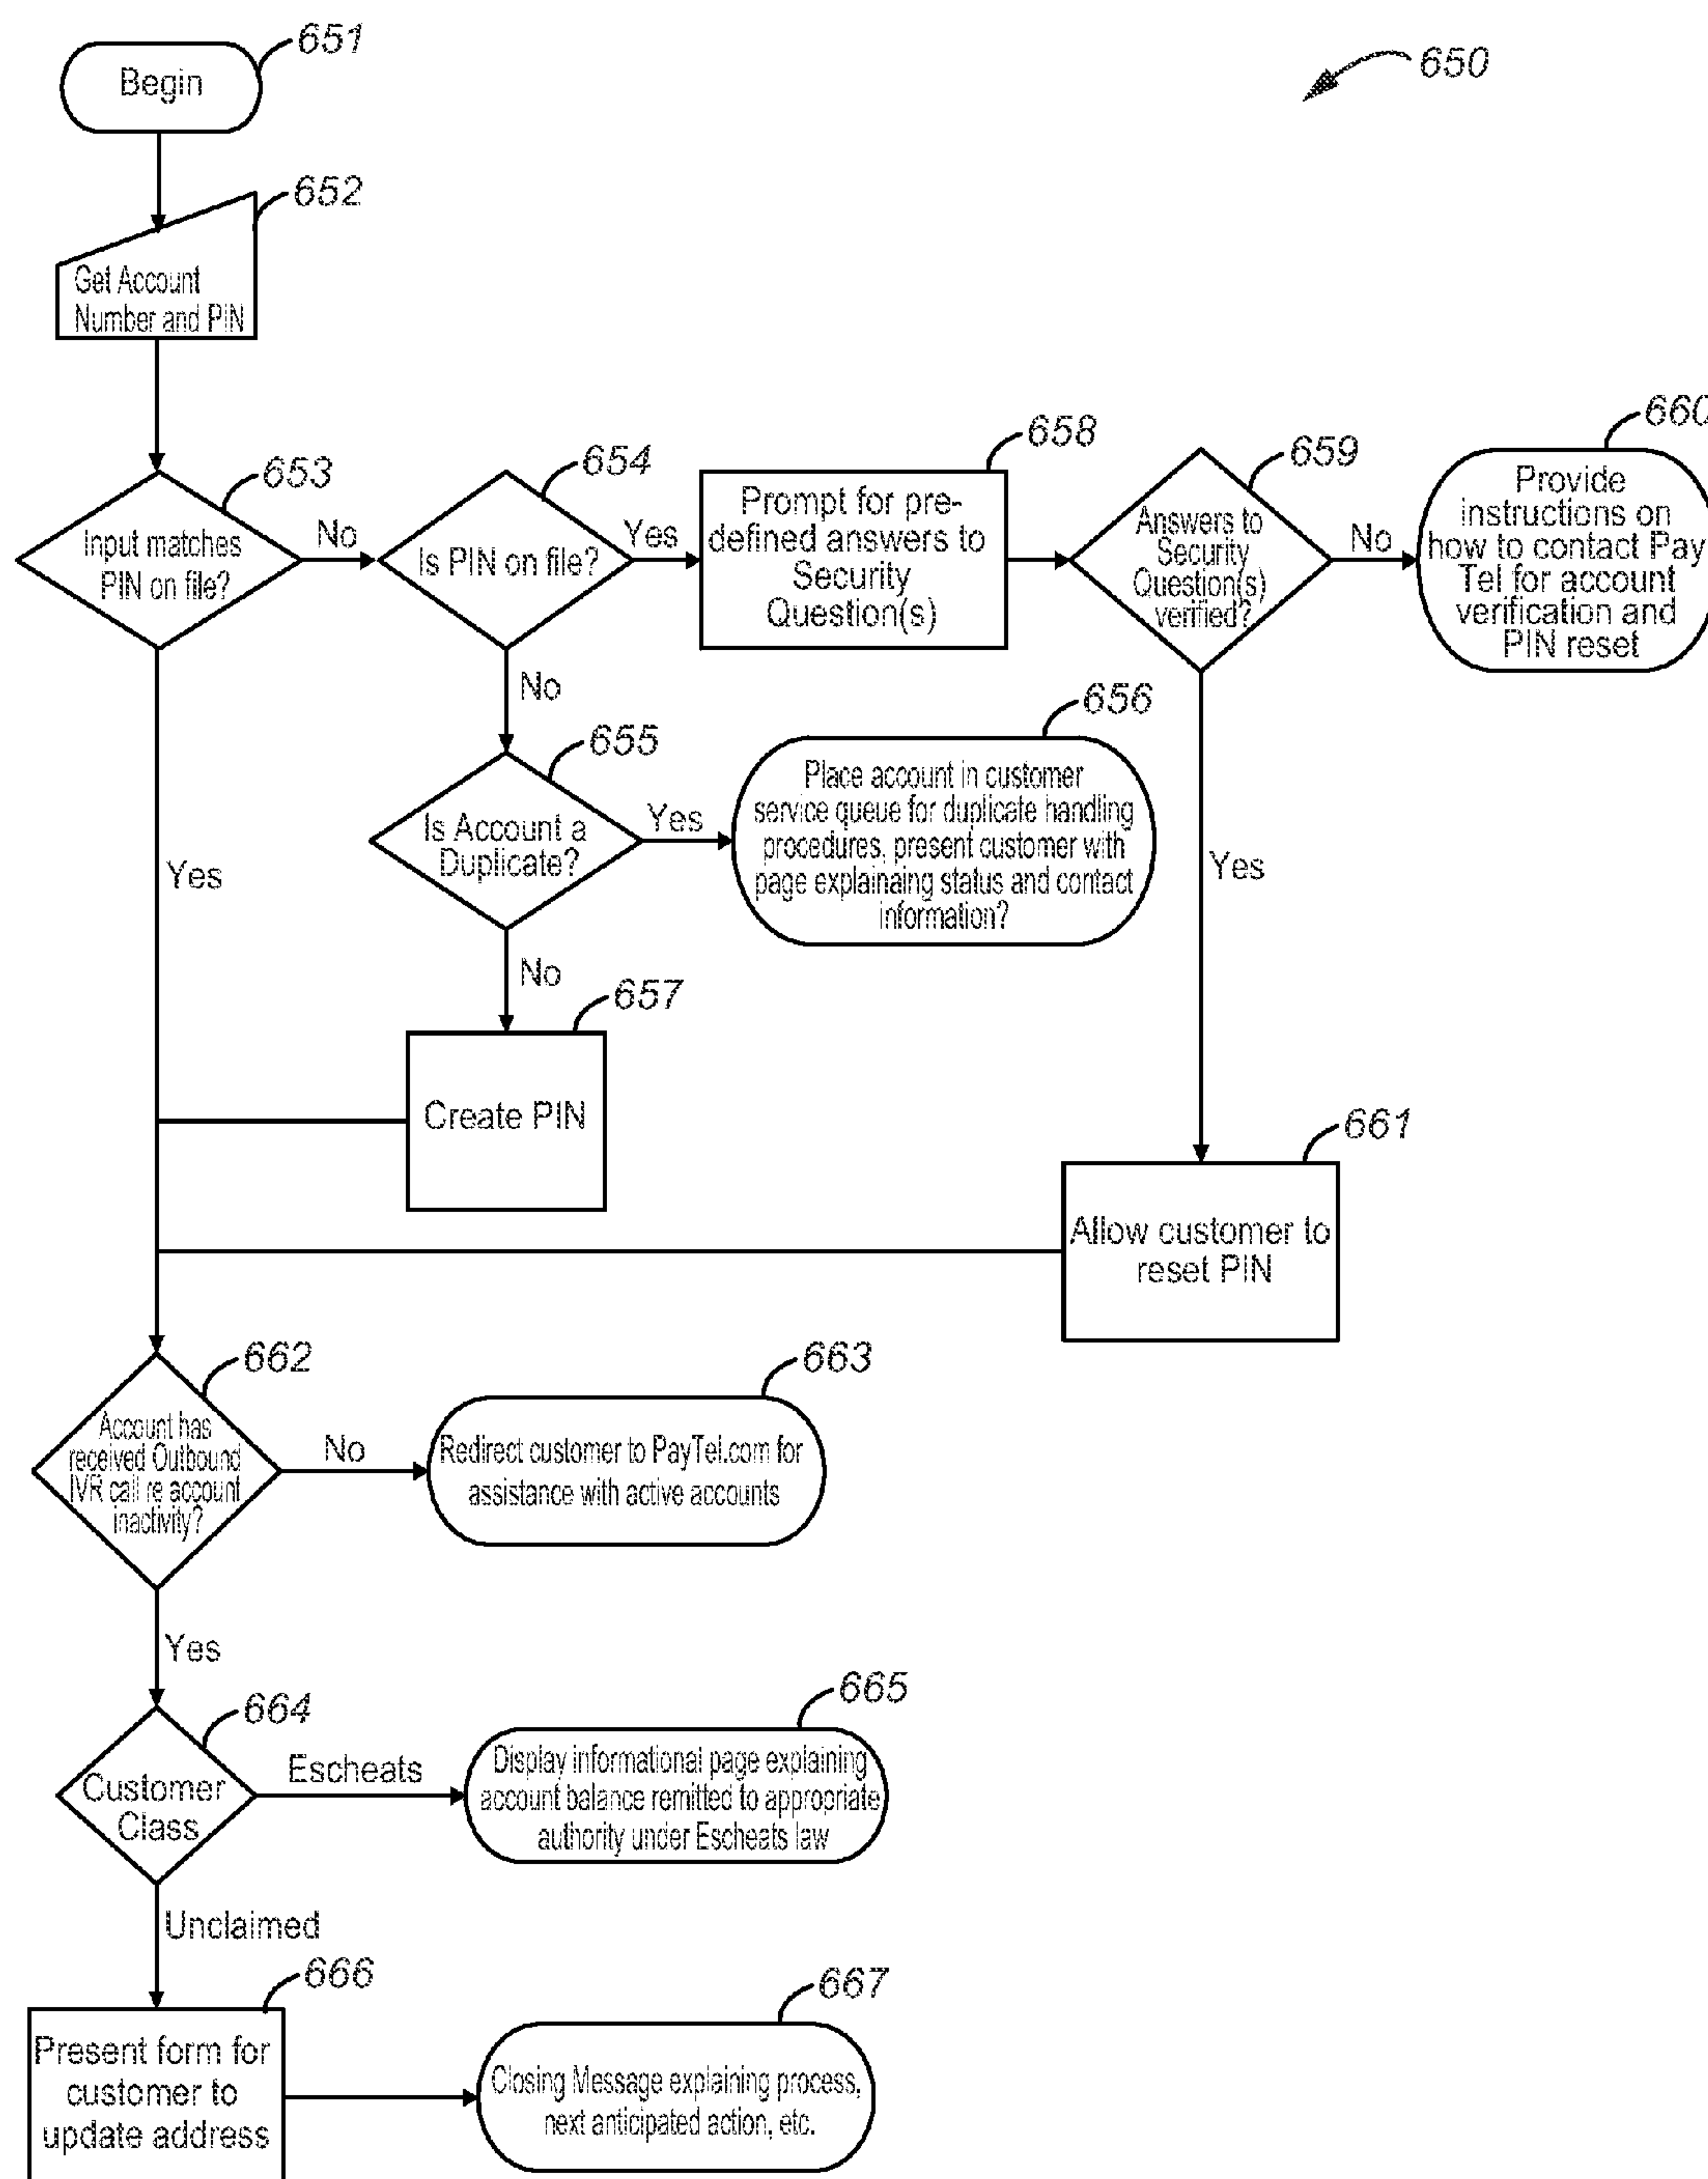 651
Begin
650
652
Get Account
Number and PIN
653
Input matches
PIN on file?
No
654
Is PIN on file?
Yes
658
Prompt for pre-
defined answers to
Security
Question(s)
659
Answers to
Security
Question(s)
verified?
No
660
Provide
instructions on
how to contact Pay
Tel for account
verification and
PIN reset
No
655
Is Account a
Duplicate?
Yes
656
Place account in customer
service queue for duplicate handling
procedures, present customer with
page explainaing status and contact
information?
Yes
Yes
No
657
Create PIN
661
Allow customer to
reset PIN
662
Account has
received Outbound
IVR call re account
inactivity?
No
663
Redirect customer to PayTel.com for
assistance with active accounts
Yes
664
Customer
Class
Escheats
665
Display informational page explaining
account balance remitted to appropriate
authority under Escheats law
Unclaimed
666
Present form for
customer to
update address
667
Closing Message explaining process,
next anticipated action, etc.